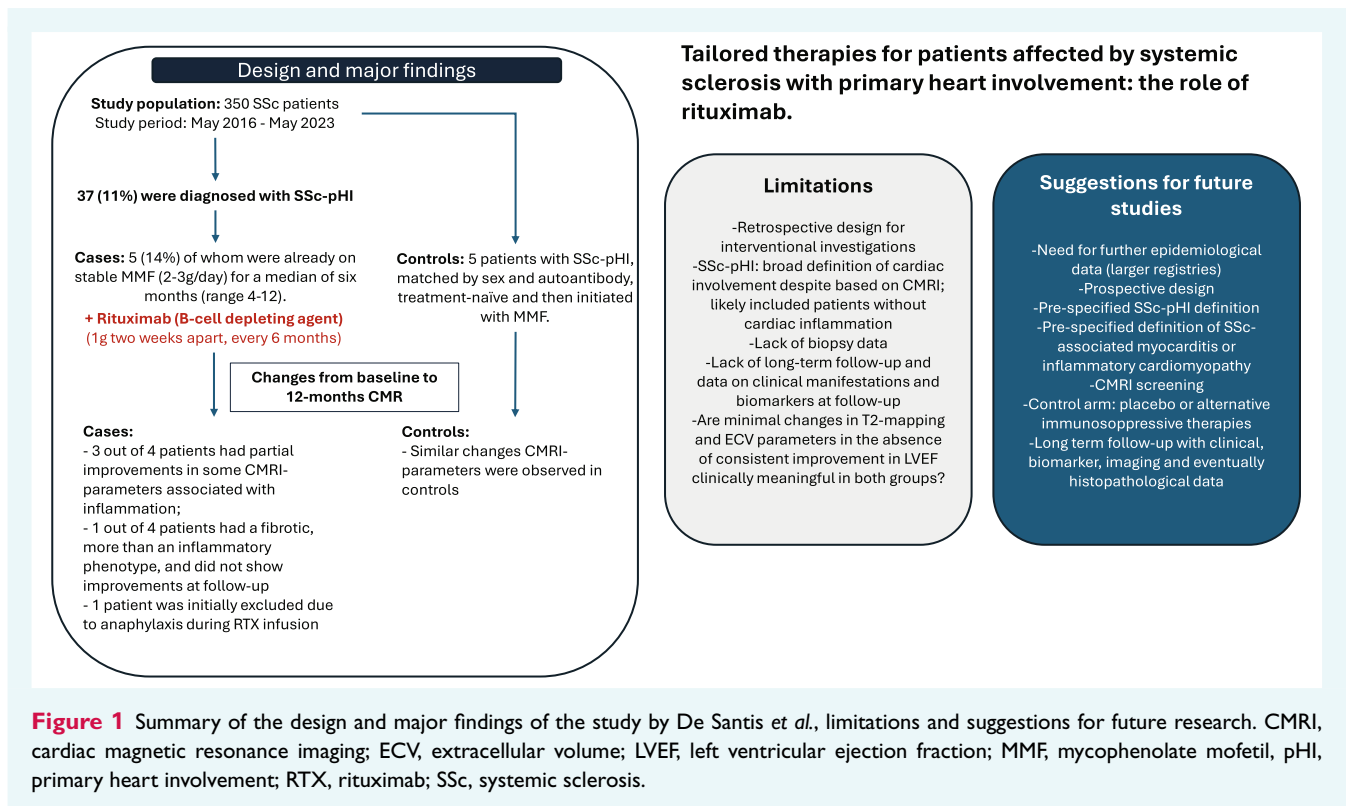 Design and major findings
Study population: 350 SSc patients
Study period: May 2016 - May 2023
37 (11%) were diagnosed with SSc-pHI
Cases: 5 (14%) of whom were already on
stable MMF (2-3g/day) for a median of six
months (range 4-12).
+ Rituximab (B-cell depleting agent)
(1g two weeks apart, every 6 months)
Controls: 5 patients with SSc-pHI,
matched by sex and autoantibody,
treatment-naïve and then initiated
with MMF.
Changes from baseline to
12-months CMR
Cases:
- 3 out of 4 patients had partial
improvements in some CMRI-
parameters associated with
inflammation;
- 1 out of 4 patients had a fibrotic,
more than an inflammatory
phenotype, and did not show
improvements at follow-up
- 1 patient was initially excluded due
to anaphylaxis during RTX infusion
Controls:
- Similar changes CMRI-
parameters were observed in
controls
Tailored therapies for patients affected by systemic
sclerosis with primary heart involvement: the role of
rituximab.
Limitations
-Retrospective design for
interventional investigations
-SSc-pHI: broad definition of cardiac
involvement despite based on CMRI;
likely included patients without
cardiac inflammation
-Lack of biopsy data
-Lack of long-term follow-up and
data on clinical manifestations and
biomarkers at follow-up
-Are minimal changes in T2-mapping
and ECV parameters in the absence
of consistent improvement in LVEF
clinically meaningful in both groups?
Suggestions for future
studies
-Need for further epidemiological
data (larger registries)
-Prospective design
-Pre-specified SSc-pHI definition
-Pre-specified definition of SSc-
associated myocarditis or
inflammatory cardiomyopathy
-CMRI screening
-Control arm: placebo or alternative
immunosoppressive therapies
-Long term follow-up with clinical,
biomarker, imaging and eventually
histopathological data
Figure 1 Summary of the design and major findings of the study by De Santis et al., limitations and suggestions for future research. CMRI,
cardiac magnetic resonance imaging; ECV, extracellular volume; LVEF, left ventricular ejection fraction; MMF, mycophenolate mofetil, pHI,
primary heart involvement; RTX, rituximab; SSc, systemic sclerosis.